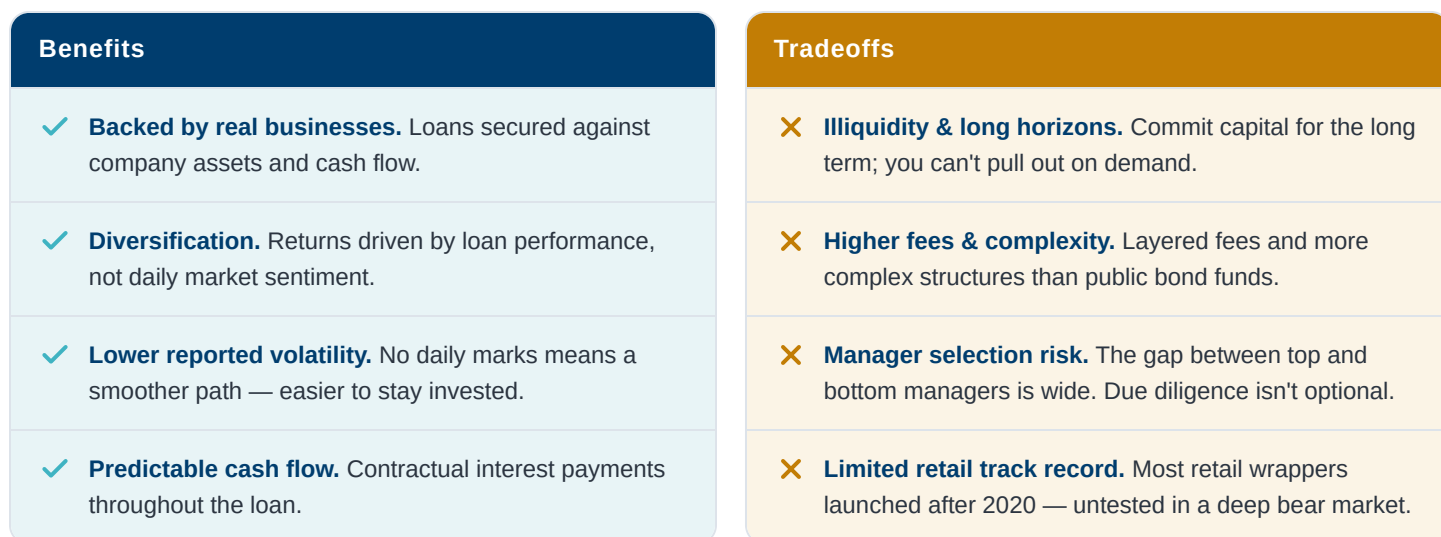 Benefits
Backed by real businesses. Loans secured against
company assets and cash flow.
Diversification. Returns driven by loan performance,
not daily market sentiment.
Lower reported volatility. No daily marks means a
smoother path — easier to stay invested.
Predictable cash flow. Contractual interest payments
throughout the loan.
Tradeoffs
Illiquidity & long horizons. Commit capital for the long
term; you can't pull out on demand.
Higher fees & complexity. Layered fees and more
complex structures than public bond funds.
Manager selection risk. The gap between top and
bottom managers is wide. Due diligence isn't optional.
Limited retail track record. Most retail wrappers
launched after 2020 — untested in a deep bear market.